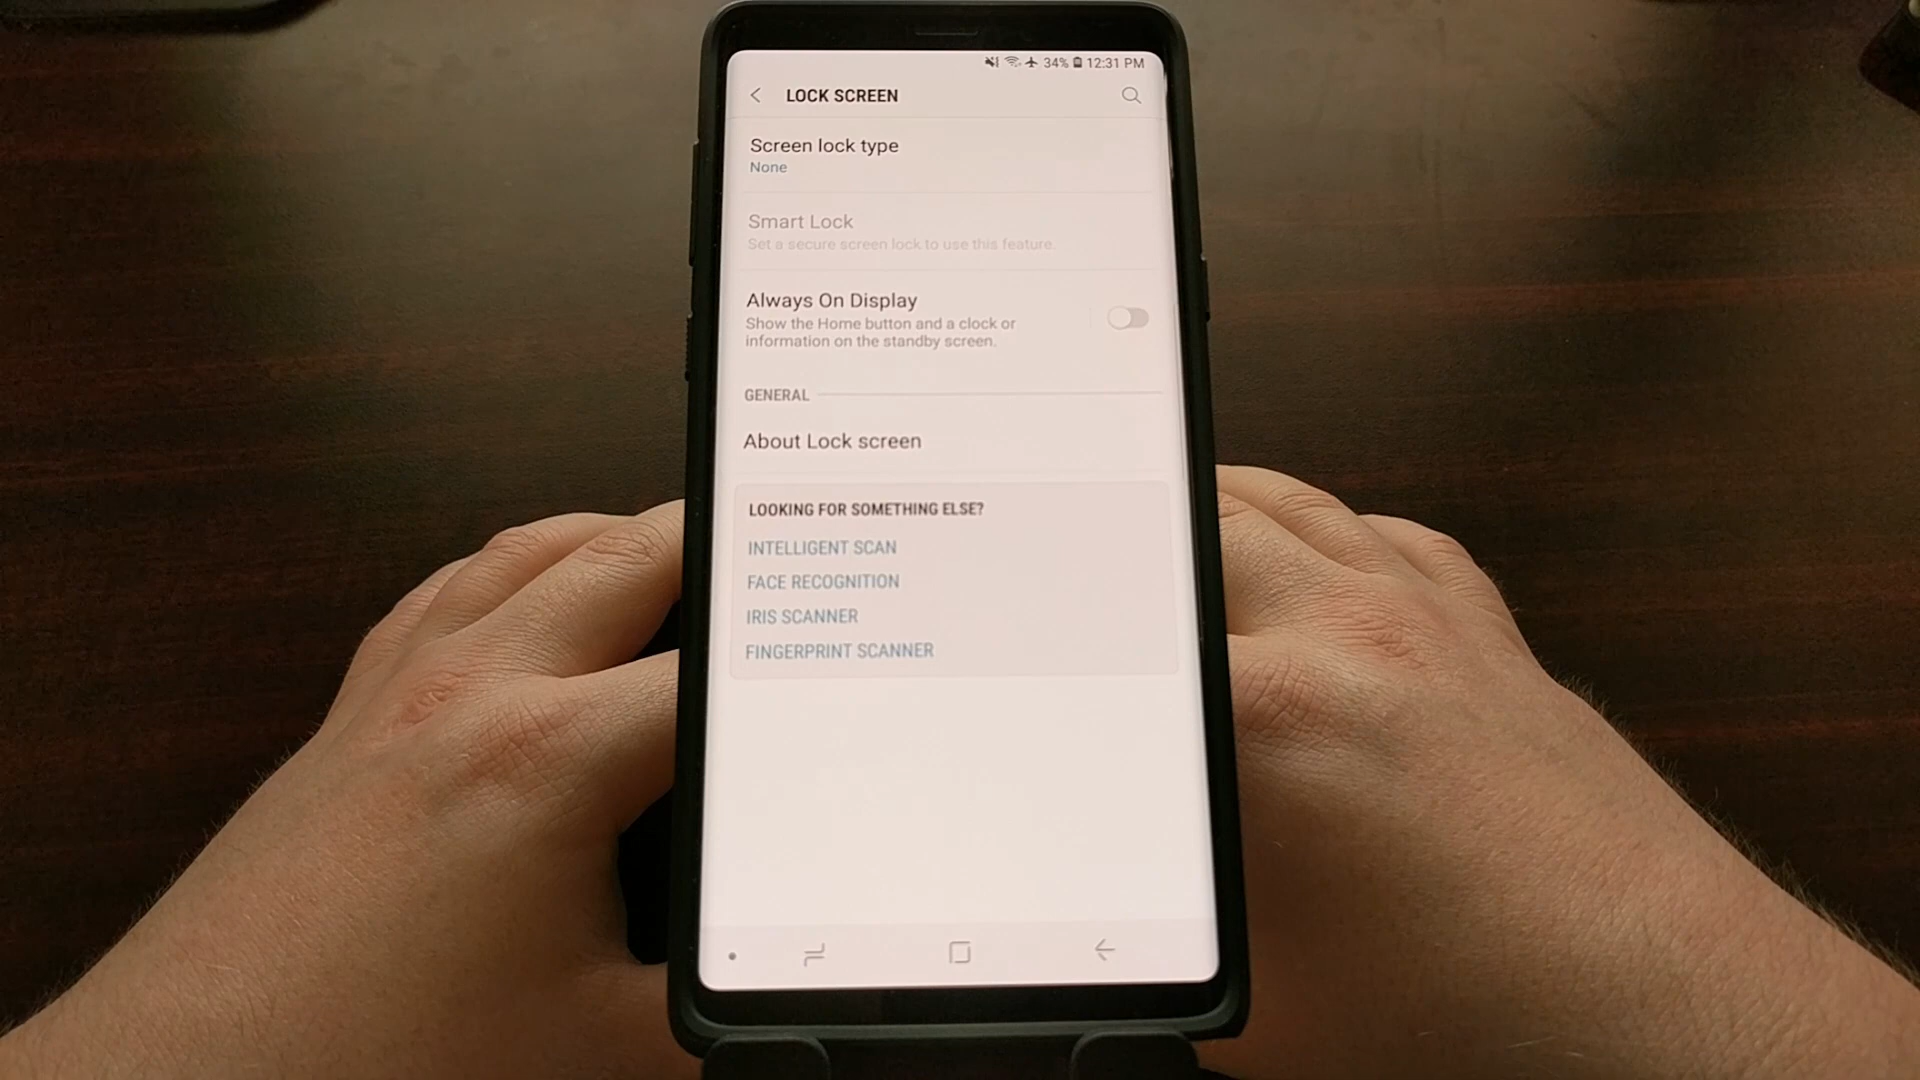 34% 12:31 PM
LOCK SCREEN
Screen lock type
None
Smart Lock
Set a secure screen lock to use this feature.
Always On Display
Show the Home button and a clock or
information on the standby screen.
GENERAL
About Lock screen
LOOKING FOR SOMETHING ELSE?
INTELLIGENT SCAN
FACE RECOGNITION
IRIS SCANNER
FINGERPRINT SCANNER